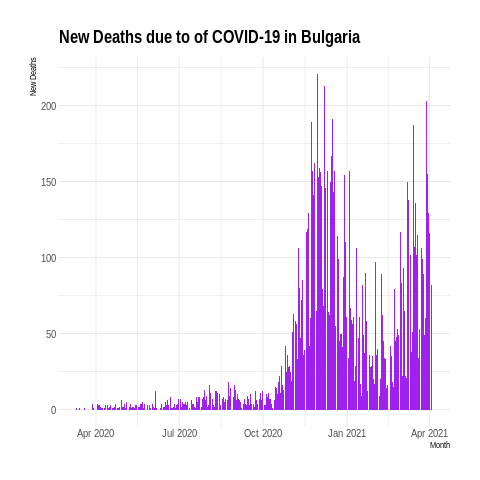 New Deaths due to of COVID-19 in Bulgaria
New Deaths
200
150
100
50
0
Apr 2020 Jul 2020 Oct 2020 Jan 2021 Apr 2021
Month